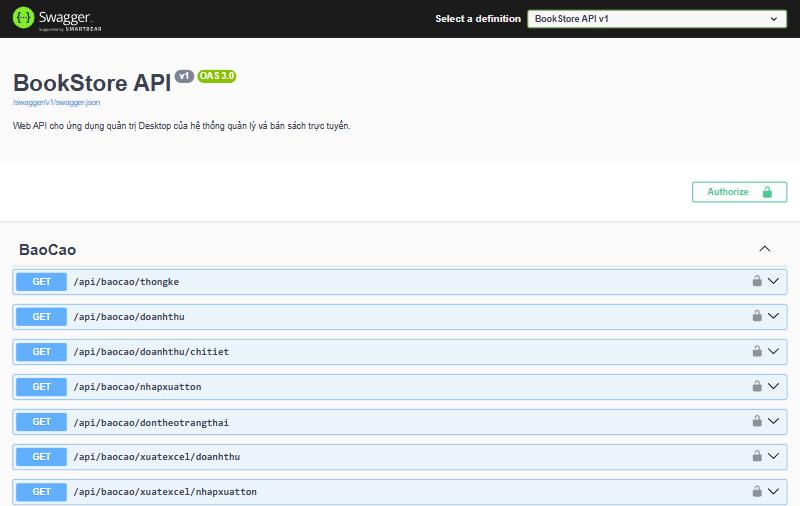 Swagger.
Supported by SMARTBEAR
Select a definition
BookStore API v1
BookStore API v1 OAS 3.0
/swagger/v1/swagger.json
Web API cho ứng dụng quản trị Desktop của hệ thống quản lý và bán sách trực tuyến.
Authorize
BaoCao
GET /api/baocao/thongke
GET /api/baocao/doanhthu
GET /api/baocao/doanhthu/chitiet
GET /api/baocao/nhapxuatton
GET /api/baocao/dontheotrangthai
GET /api/baocao/xuatexcel/doanhthu
GET /api/baocao/xuatexcel/nhapxuatton